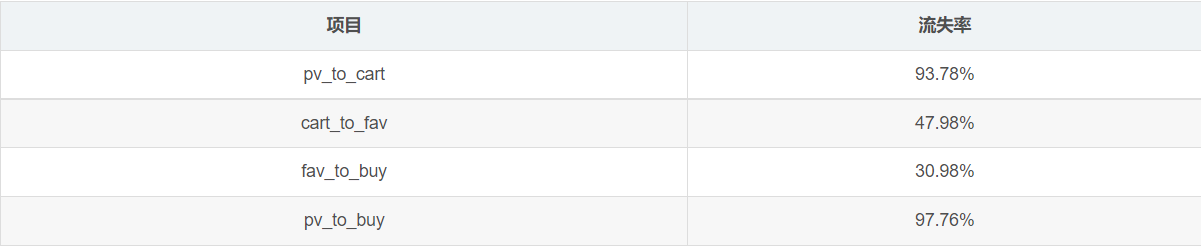 项目 流失率
pv_to_cart 93.78%
cart_to_fav 47.98%
fav_to_buy 30.98%
pv_to_buy 97.76%